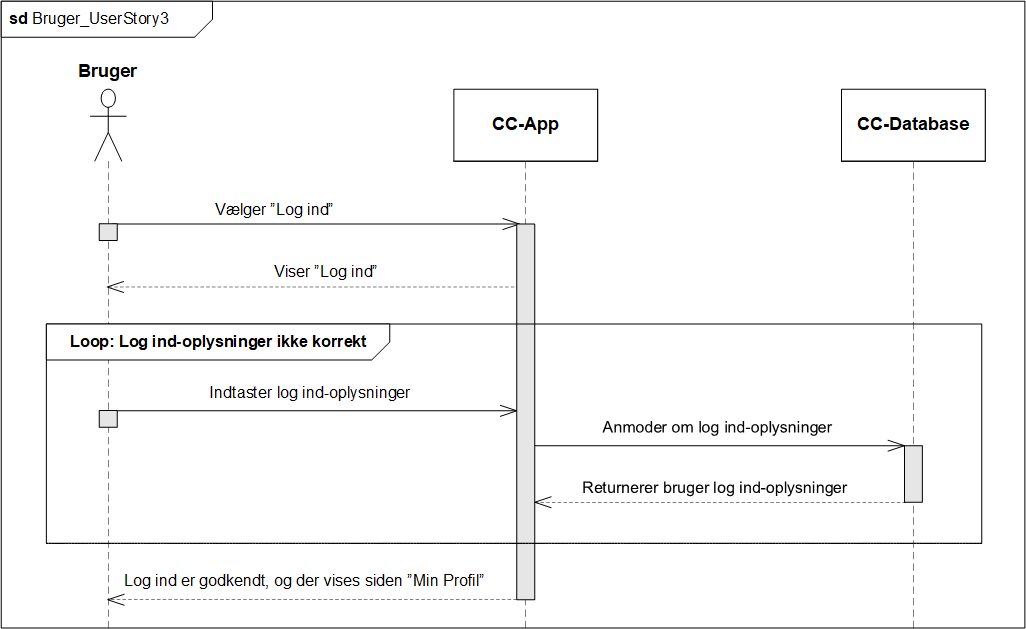 sd Bruger_UserStory3
Bruger
CC-App
CC-Database
Vælger ”Log ind”
Viser ”Log ind”
Loop: Log ind-oplysninger ikke korrekt
Indtaster log ind-oplysninger
Anmoder om log ind-oplysninger
Returnerer bruger log ind-oplysninger
Log ind er godkendt, og der vises siden ”Min Profil”